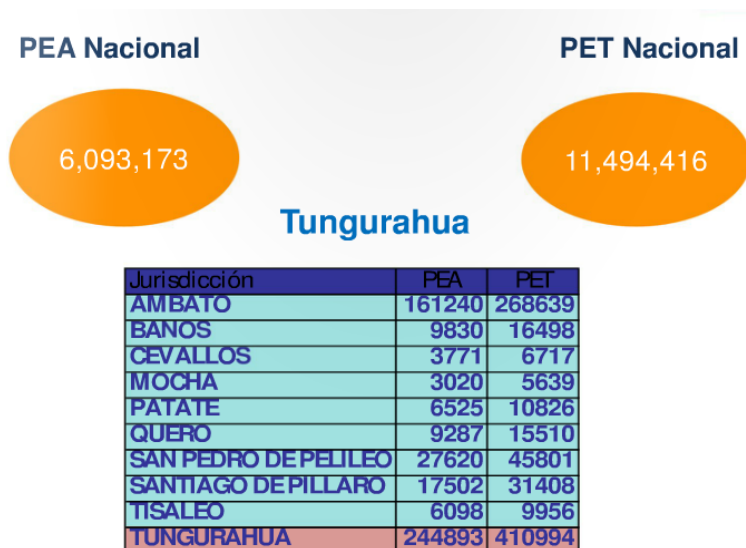 PEA Nacional PET Nacional
6,093,173 11,494,416
Tungurahua
Jurisdicción PEA PET
AMBATO 161240 268639
BANOS 9830 16498
CEVALLOS 3771 6717
MOCHA 3020 5639
PATATE 6525 10826
QUERO 9287 15510
SAN PEDRO DE PELILEO 27620 45801
SANTIAGO DE PILLARO 17502 31408
TISALEO 6098 9956
TUNGURAHUA 244893 410994